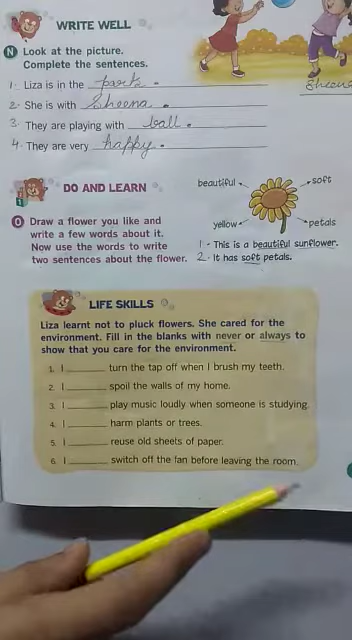 WRITE WELL
N Look at the picture.
Complete the sentences.
1. Liza is in the park.
Sheena
2. She is with Sheena.
3. They are playing with ball.
4. They are very happy.
DO AND LEARN
O Draw a flower you like and
write a few words about it.
Now use the words to write
two sentences about the flower.
beautiful
soft
yellow
petals
1. This is a beautiful sunflower.
2. It has soft petals.
LIFE SKILLS
Liza learnt not to pluck flowers. She cared for the
environment. Fill in the blanks with never or always to
show that you care for the environment.
1. I ______ turn the tap off when I brush my teeth.
2. I ______ spoil the walls of my home.
3. I ______ play music loudly when someone is studying.
4. I ______ harm plants or trees.
5. I ______ reuse old sheets of paper.
6. I ______ switch off the fan before leaving the room.